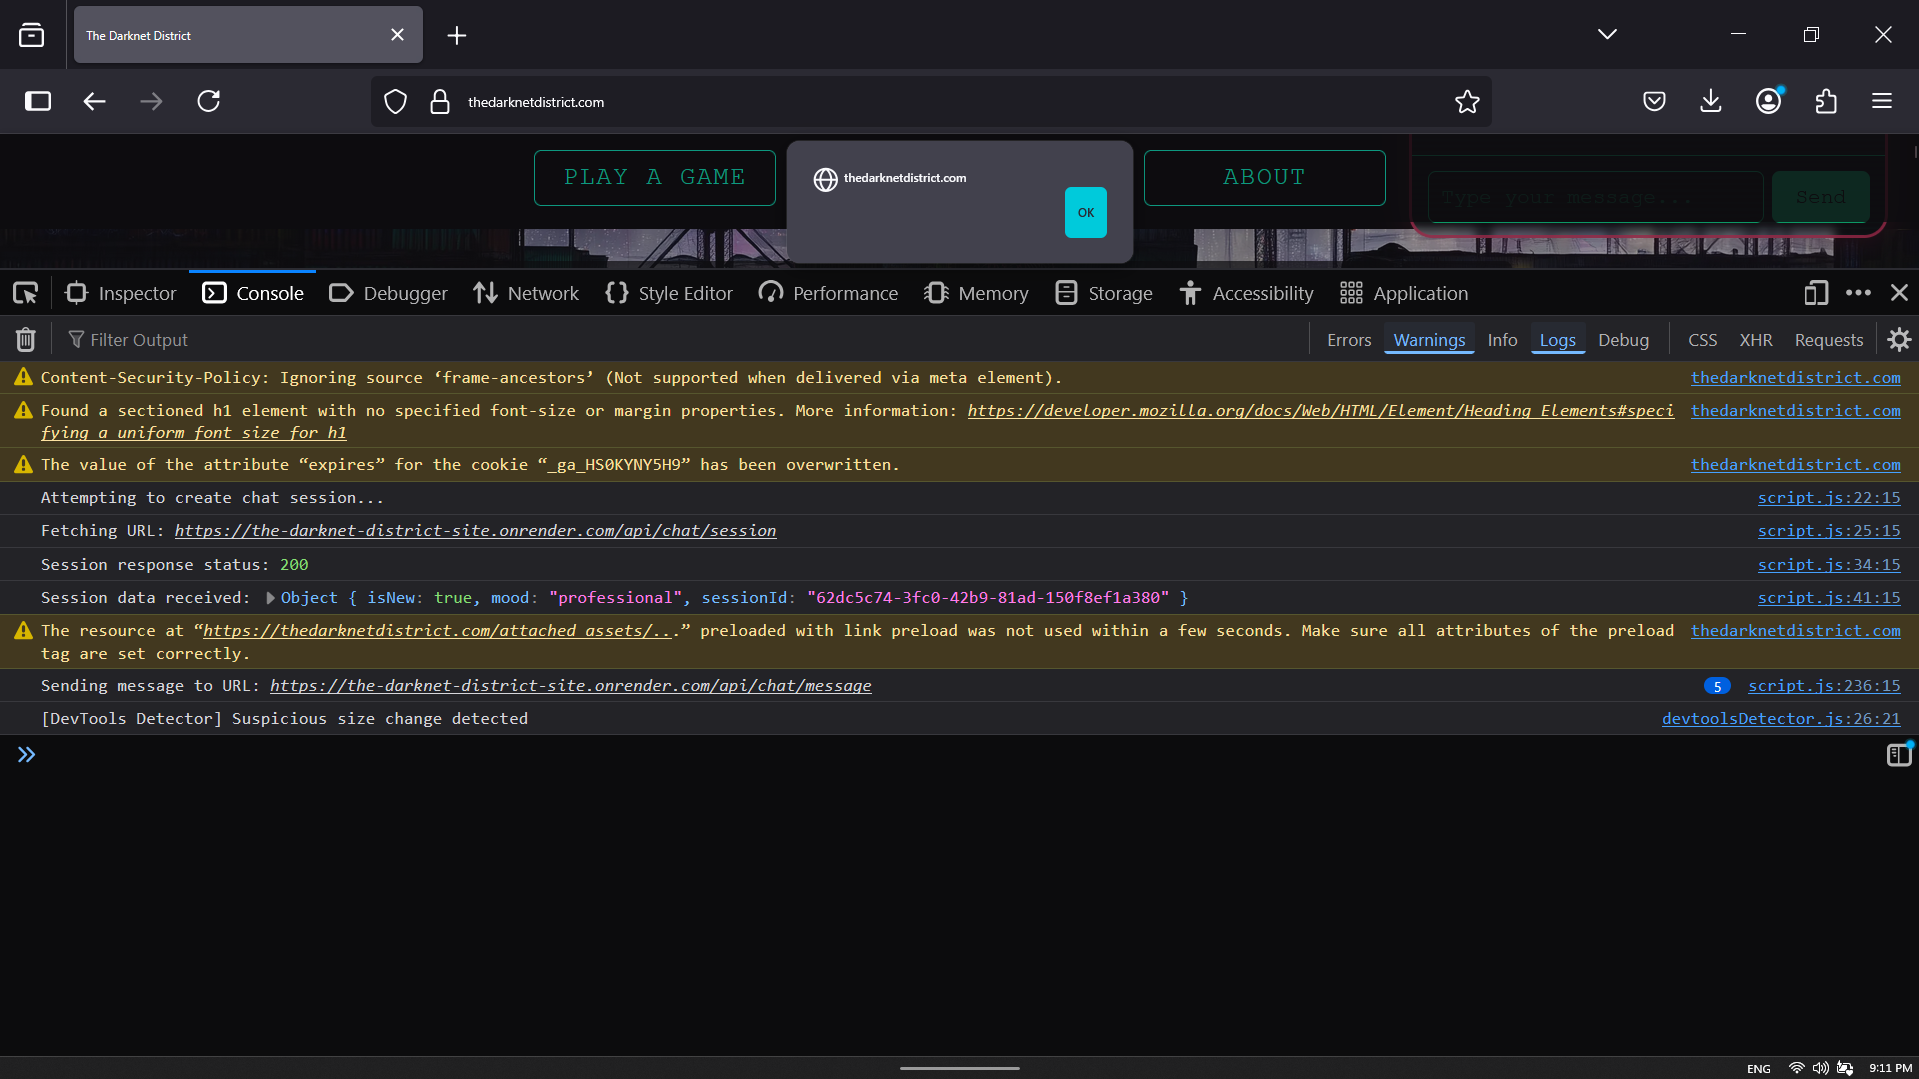 The Darknet District
thedarknetdistrict.com
PLAY A GAME
thedarknetdistrict.com
OK
ABOUT
Type your message...
Send
Inspector
Console
Debugger
Network
Style Editor
Performance
Memory
Storage
Accessibility
Application
Filter Output
Errors
Warnings
Info
Logs
Debug
CSS
XHR
Requests
Content-Security-Policy: Ignoring source ‘frame-ancestors’ (Not supported when delivered via meta element).
thedarknetdistrict.com
Found a sectioned h1 element with no specified font-size or margin properties. More information: https://developer.mozilla.org/docs/Web/HTML/Element/Heading_Elements#speci
fying_a_uniform_font_size_for_h1
thedarknetdistrict.com
The value of the attribute “expires” for the cookie “_ga_HS0KYNY5H9” has been overwritten.
thedarknetdistrict.com
Attempting to create chat session...
script.js:22:15
Fetching URL: https://the-darknet-district-site.onrender.com/api/chat/session
script.js:25:15
Session response status: 200
script.js:34:15
Session data received: Object { isNew: true, mood: "professional", sessionId: "62dc5c74-3fc0-42b9-81ad-150f8ef1a380" }
script.js:41:15
The resource at “https://thedarknetdistrict.com/attached_assets/...” preloaded with link preload was not used within a few seconds. Make sure all attributes of the preload
tag are set correctly.
thedarknetdistrict.com
Sending message to URL: https://the-darknet-district-site.onrender.com/api/chat/message
5
script.js:236:15
[DevTools Detector] Suspicious size change detected
devtoolsDetector.js:26:21
ENG
9:11 PM